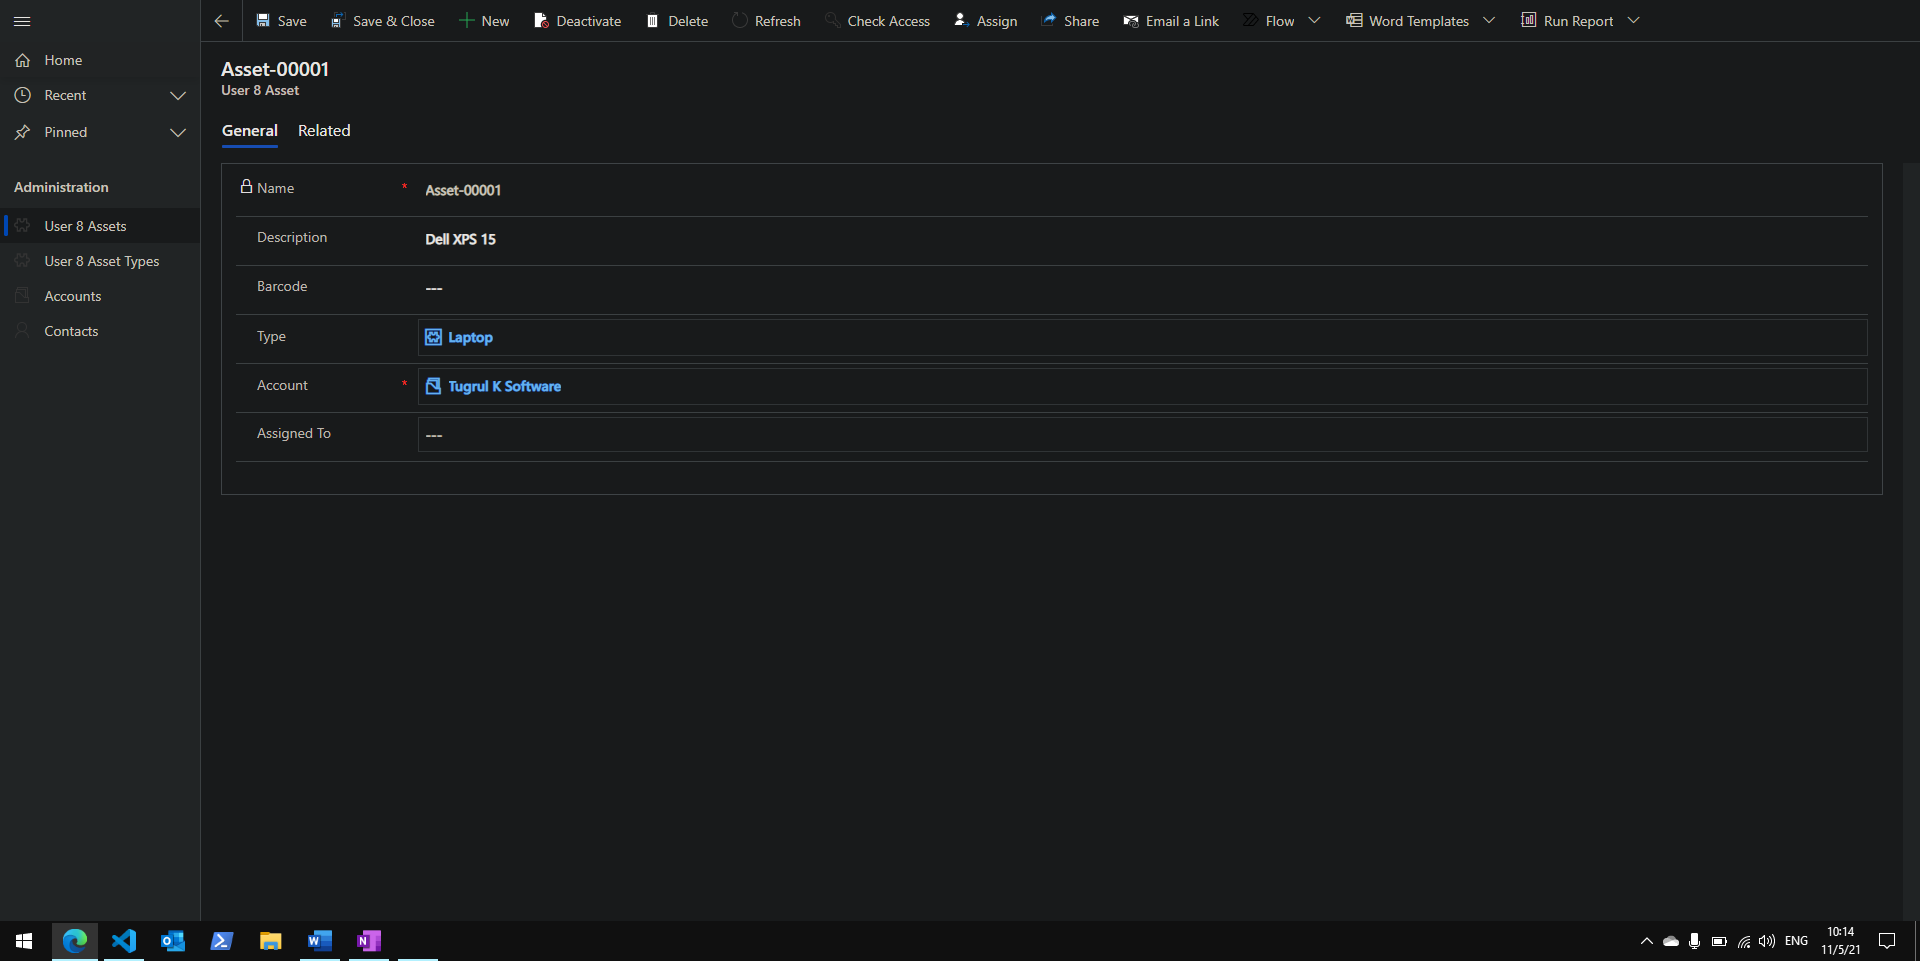 Save
Save & Close
New
Deactivate
Delete
Refresh
Check Access
Assign
Share
Email a Link
Flow
Word Templates
Run Report
Home
Recent
Pinned
Administration
User 8 Assets
User 8 Asset Types
Accounts
Contacts
Asset-00001
User 8 Asset
General
Related
Name * Asset-00001
Description Dell XPS 15
Barcode ---
Type Laptop
Account * Tugrul K Software
Assigned To ---
ENG
10:14
11/5/21